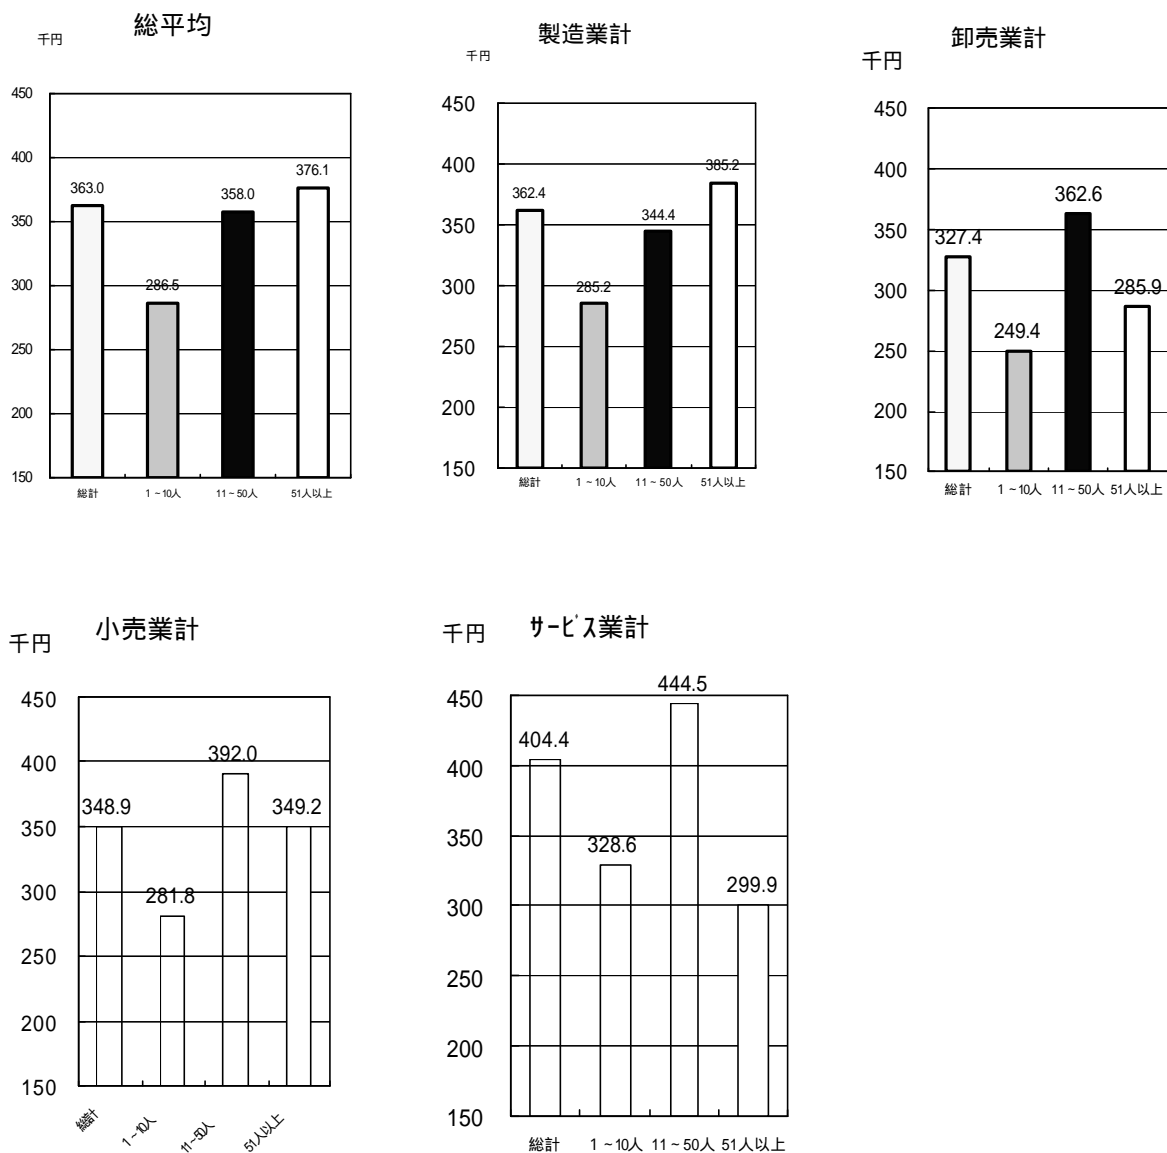 総平均
千円
450
400
350
300
250
200
150
363.0
286.5
358.0
376.1
総計
1~10人
11~50人
51人以上
製造業計
千円
450
400
350
300
250
200
150
362.4
285.2
344.4
385.2
総計
1~10人
11~50人
51人以上
卸売業計
千円
450
400
350
300
250
200
150
327.4
249.4
362.6
285.9
総計
1~10人
11~50人
51人以上
小売業計
千円
450
400
350
300
250
200
150
348.9
281.8
392.0
349.2
総計
1~10人
11~50人
51人以上
サービス業計
千円
450
400
350
300
250
200
150
404.4
328.6
444.5
299.9
総計
1~10人
11~50人
51人以上